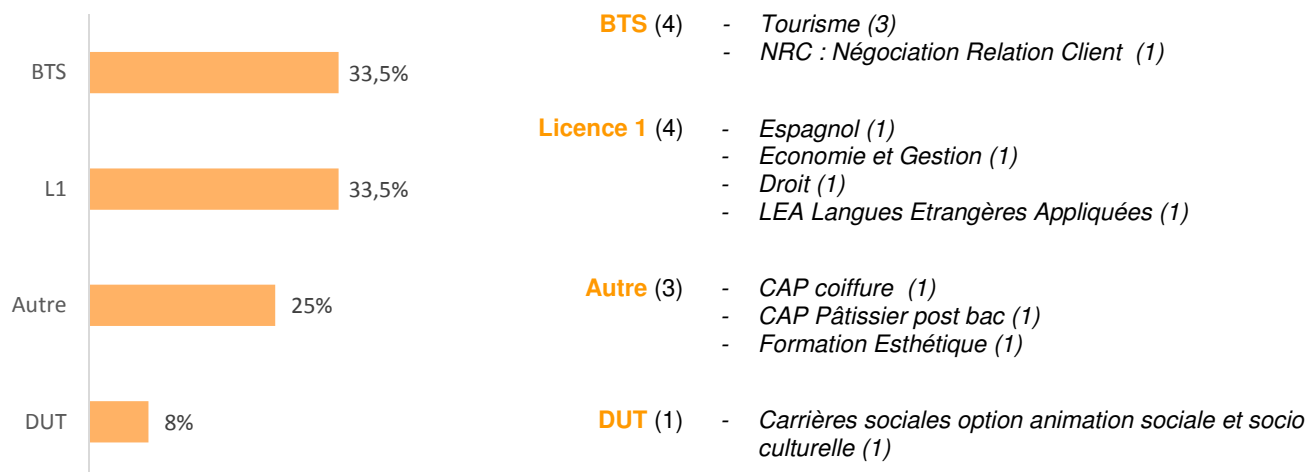 BTS
33,5%
L1
33,5%
Autre
25%
DUT
8%
BTS (4) - Tourisme (3)
- NRC : Négociation Relation Client (1)
Licence 1 (4) - Espagnol (1)
- Economie et Gestion (1)
- Droit (1)
- LEA Langues Etrangères Appliquées (1)
Autre (3) - CAP coiffure (1)
- CAP Pâtissier post bac (1)
- Formation Esthétique (1)
DUT (1) - Carrières sociales option animation sociale et socio
culturelle (1)